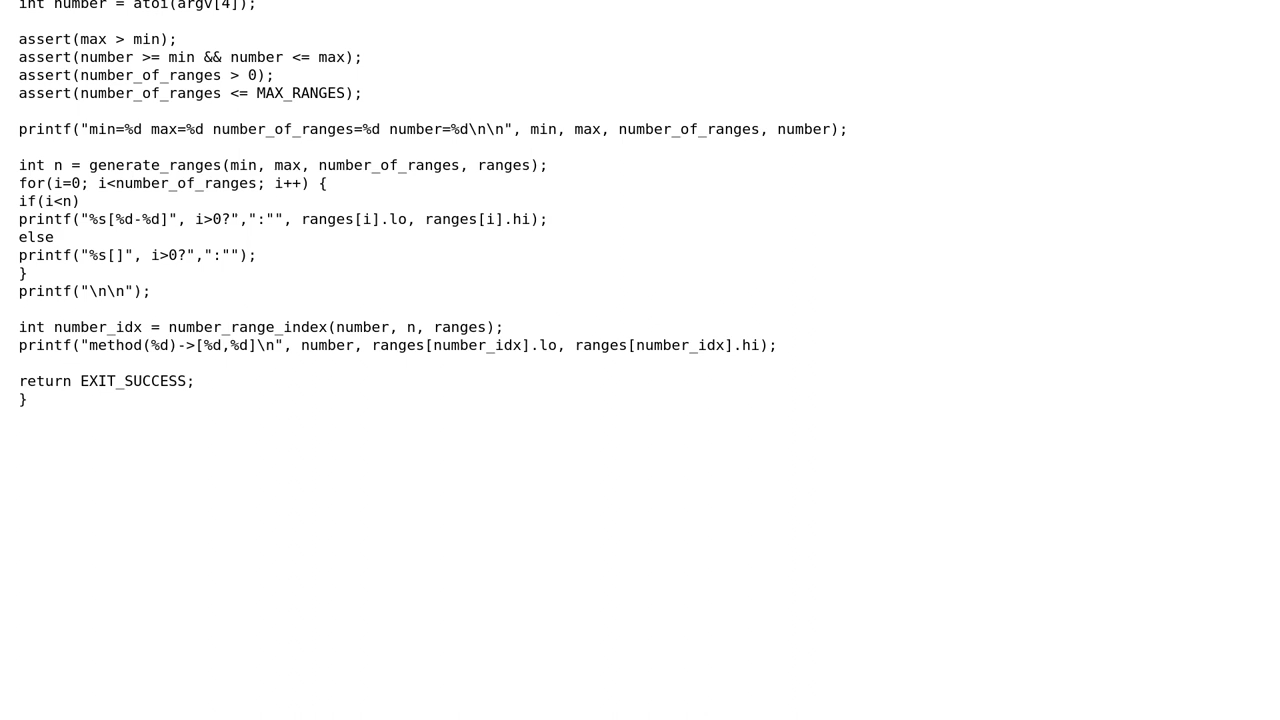 int number = atoi(argv[4]);
assert(max > min);
assert(number >= min && number <= max);
assert(number_of_ranges > 0);
assert(number_of_ranges <= MAX_RANGES);
printf("min=%d max=%d number_of_ranges=%d number=%d\n\n", min, max, number_of_ranges, number);
int n = generate_ranges(min, max, number_of_ranges, ranges);
for(i=0; i<number_of_ranges; i++) {
if(i<n)
printf("%s[%d-%d]", i>0?",":"", ranges[i].lo, ranges[i].hi);
else
printf("%s[]", i>0?",":"");
}
printf("\n\n");
int number_idx = number_range_index(number, n, ranges);
printf("method(%d)->[%d,%d]\n", number, ranges[number_idx].lo, ranges[number_idx].hi);
return EXIT_SUCCESS;
}